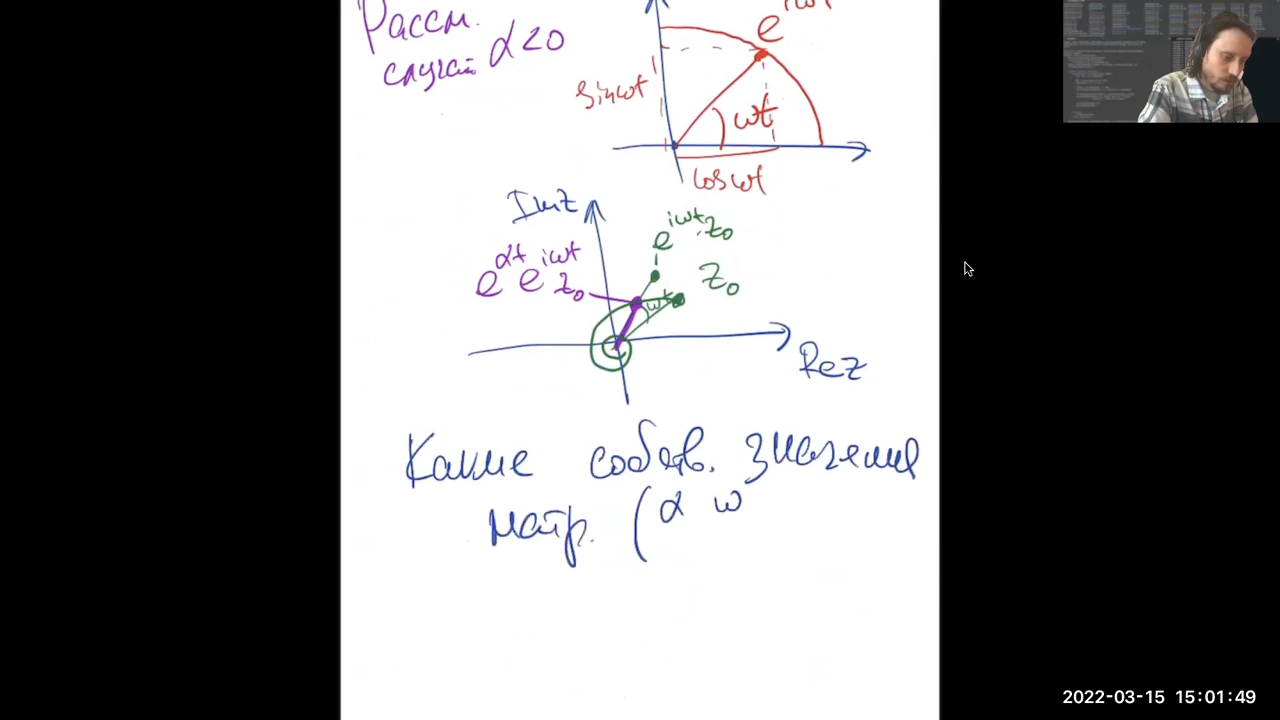 Рассм.
случай α<0
e^{iωt}
sinωt
ωt
cosωt
Imz
e^{iωt}·z₀
e^{αt} e^{iωt} z₀
z₀
ωt
Rez
Какие собств. значения
матр. (α ω
2022-03-15 15:01:49